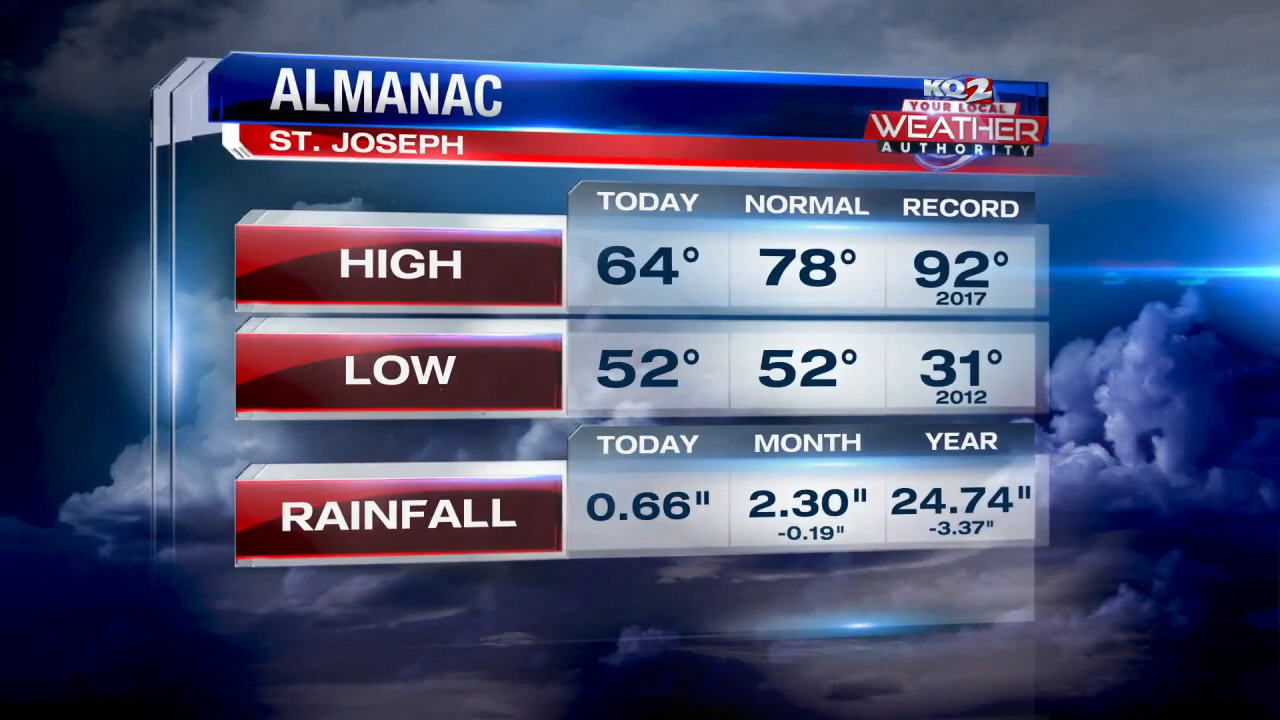 ALMANAC
KQ2
YOUR LOCAL
WEATHER
AUTHORITY
ST. JOSEPH
TODAY NORMAL RECORD
HIGH 64° 78° 92°
2017
LOW 52° 52° 31°
2012
TODAY MONTH YEAR
RAINFALL 0.66" 2.30" 24.74"
-0.19" -3.37"